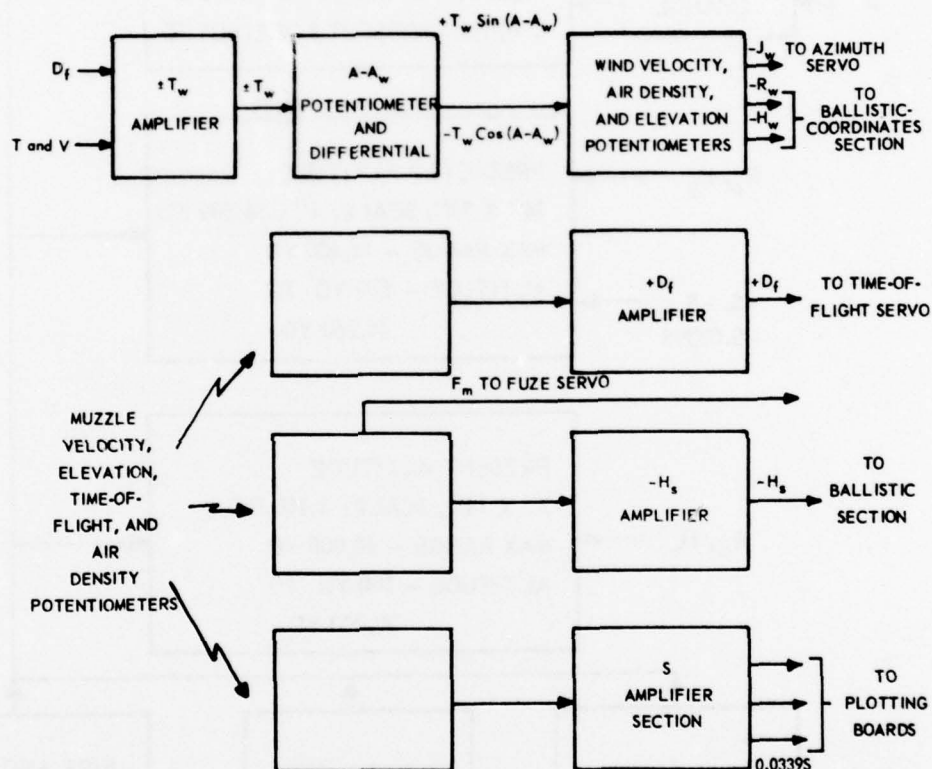 +T_w Sin (A-A_w)
D_f
T and V
±T_w
AMPLIFIER
±T_w
A-A_w
POTENTIOMETER
AND
DIFFERENTIAL
-T_w Cos (A-A_w)
WIND VELOCITY,
AIR DENSITY,
AND ELEVATION
POTENTIOMETERS
-J_w
TO AZIMUTH
SERVO
-R_w
-H_w
TO
BALLISTIC-
COORDINATES
SECTION
+D_f
AMPLIFIER
+D_f
TO TIME-OF-
FLIGHT SERVO
F_m TO FUZE SERVO
MUZZLE
VELOCITY,
ELEVATION,
TIME-OF-
FLIGHT, AND
AIR
DENSITY
POTENTIOMETERS
-H_s
AMPLIFIER
-H_s
TO
BALLISTIC
SECTION
S
AMPLIFIER
SECTION
TO
PLOTTING
BOARDS
0.0339S